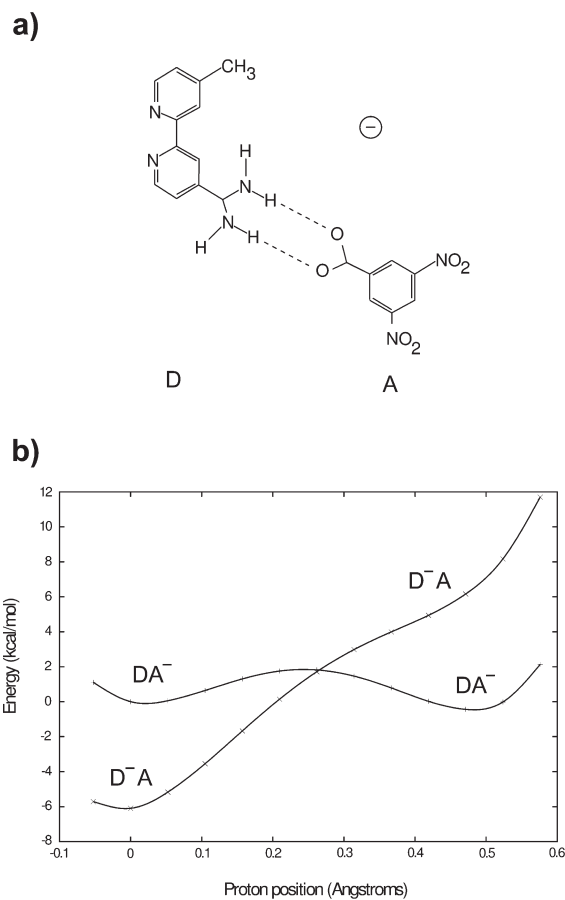 a)
CH3
N
N
H
N
H
N
H
H
−
O
O
NO2
NO2
D
A
b)
Energy (kcal/mol)
12
10
8
6
4
2
0
-2
-4
-6
-8
D−A
DA−
DA−
D−A
-0.1 0 0.1 0.2 0.3 0.4 0.5 0.6
Proton position (Angstroms)